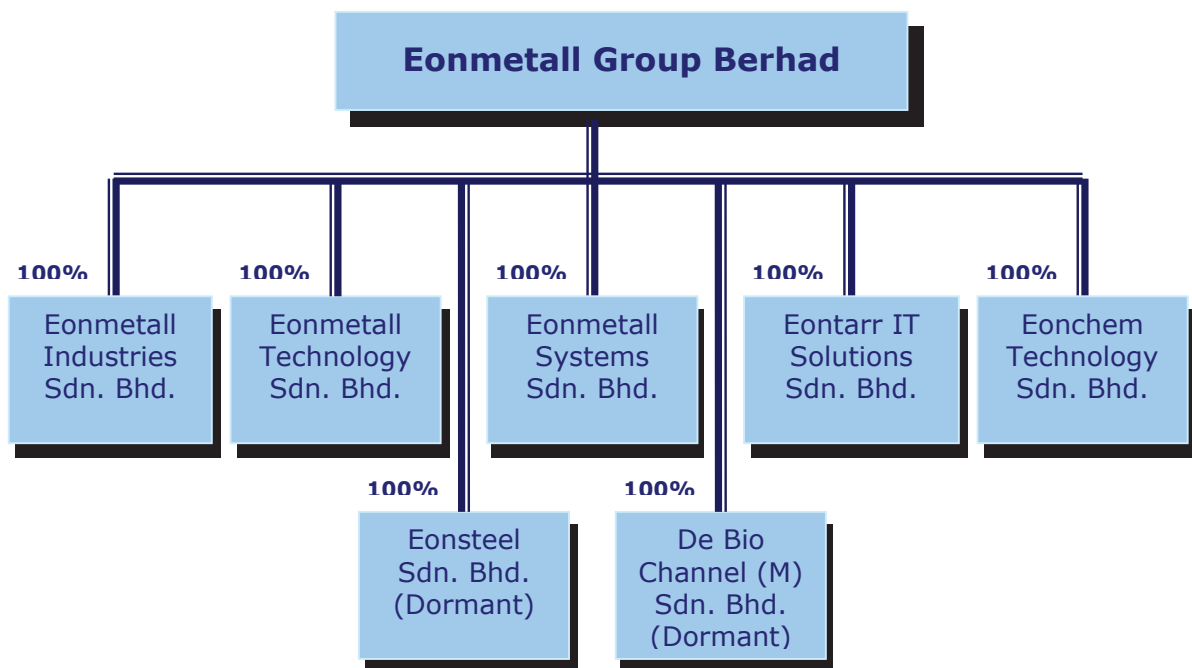 Eonmetall Group Berhad
100%
100%
100%
100%
100%
Eonmetall
Industries
Sdn. Bhd.
Eonmetall
Technology
Sdn. Bhd.
Eonmetall
Systems
Sdn. Bhd.
Eontarr IT
Solutions
Sdn. Bhd.
Eonchem
Technology
Sdn. Bhd.
100%
100%
Eonsteel
Sdn. Bhd.
(Dormant)
De Bio
Channel (M)
Sdn. Bhd.
(Dormant)